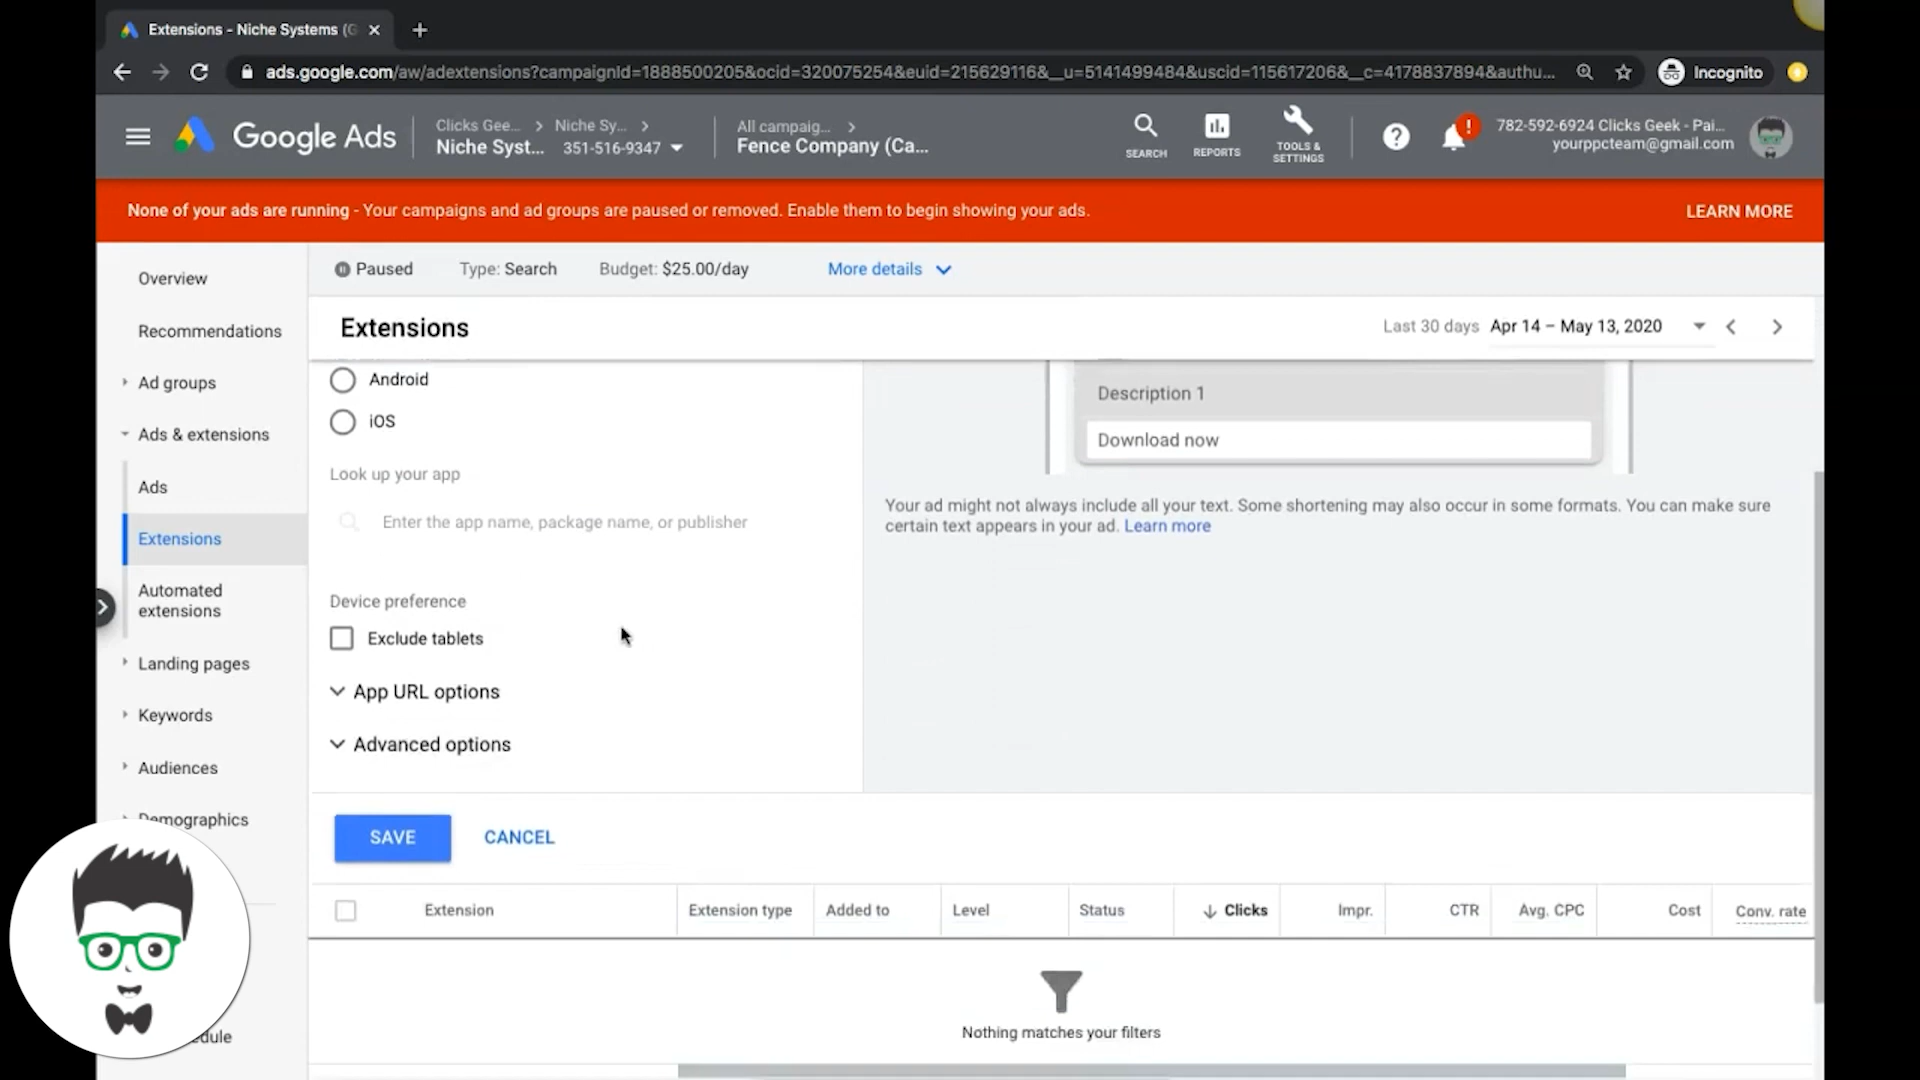 Extensions - Niche Systems (G
ads.google.com/aw/adextensions?campaignId=1888500205&ocid=320075254&euid=215629116&__u=5141499484&uscid=115617206&__c=4178837894&authu...
Incognito
Google Ads
Clicks Gee... > Niche Sy... >
Niche Syst... 351-516-9347
All campaig... >
Fence Company (Ca...
SEARCH
REPORTS
TOOLS & SETTINGS
782-592-6924 Clicks Geek - Pai...
yourppcteam@gmail.com
None of your ads are running - Your campaigns and ad groups are paused or removed. Enable them to begin showing your ads.
LEARN MORE
Paused
Type: Search
Budget: $25.00/day
More details
Extensions
Last 30 days Apr 14 – May 13, 2020
Overview
Recommendations
Ad groups
Ads & extensions
Ads
Extensions
Automated
extensions
Landing pages
Keywords
Audiences
Demographics
edule
Android
iOS
Look up your app
Enter the app name, package name, or publisher
Device preference
Exclude tablets
App URL options
Advanced options
Description 1
Download now
Your ad might not always include all your text. Some shortening may also occur in some formats. You can make sure
certain text appears in your ad. Learn more
SAVE
CANCEL
Extension
Extension type
Added to
Level
Status
Clicks
Impr.
CTR
Avg. CPC
Cost
Conv. rate
Nothing matches your filters